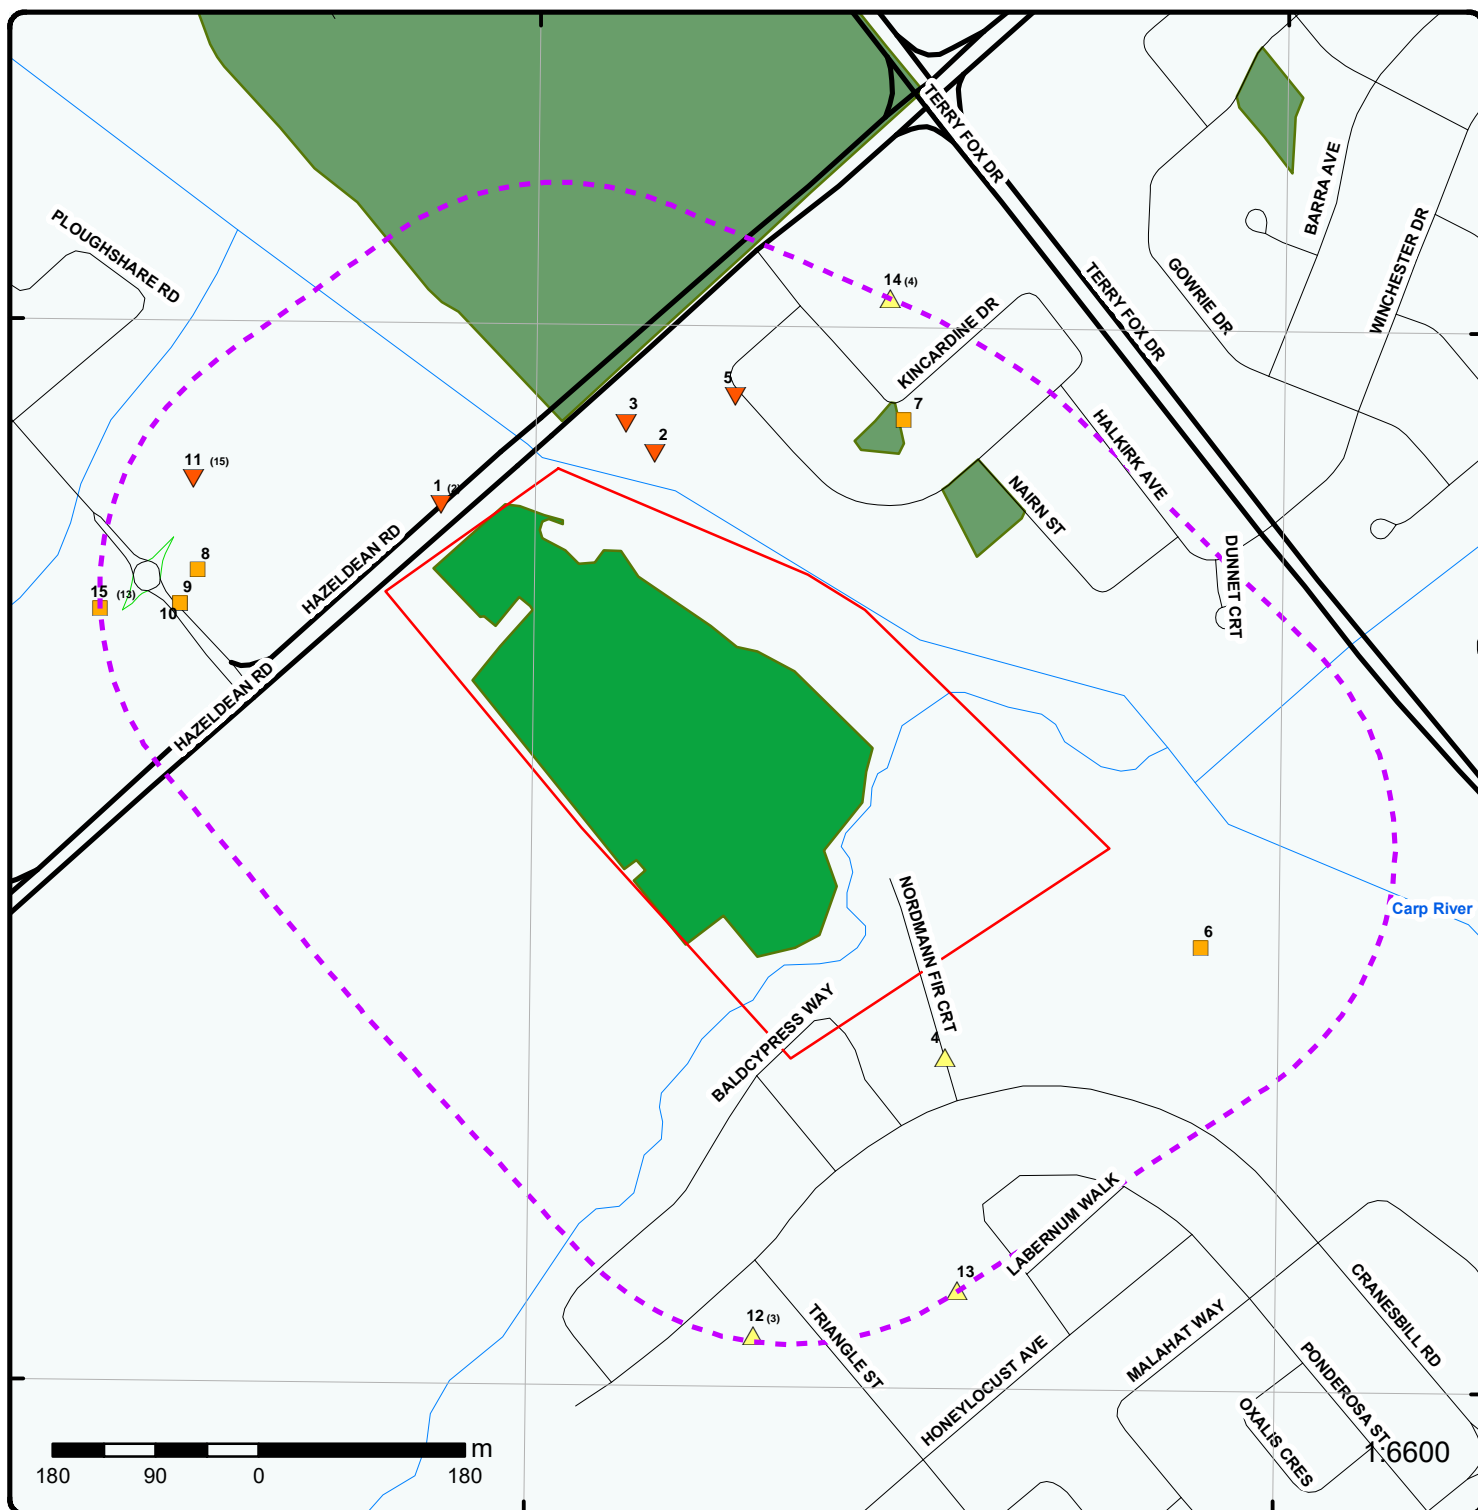 TERRY FOX DR
BARRA AVE
PLOUGHSHARE RD
WINCHESTER DR
GOWRIE DR
TERRY FOX DR
14 (4)
KINCARDINE DR
5
3
7
2
HALKIRK AVE
11 (15)
1 (2)
NAIRN ST
HAZELDEAN RD
DUNNET CRT
8
9
15 (13)
10
HAZELDEAN RD
NORDMANN FIR CRT
Carp River
6
BALDCYPRESS WAY
4
LABERNUM WALK
13
12 (3)
TRIANGLE ST
CRANESBILL RD
MALAHAT WAY
HONEYLOCUST AVE
PONDEROSA ST
OXALIS CRES
m
1:6600
180 90 0 180